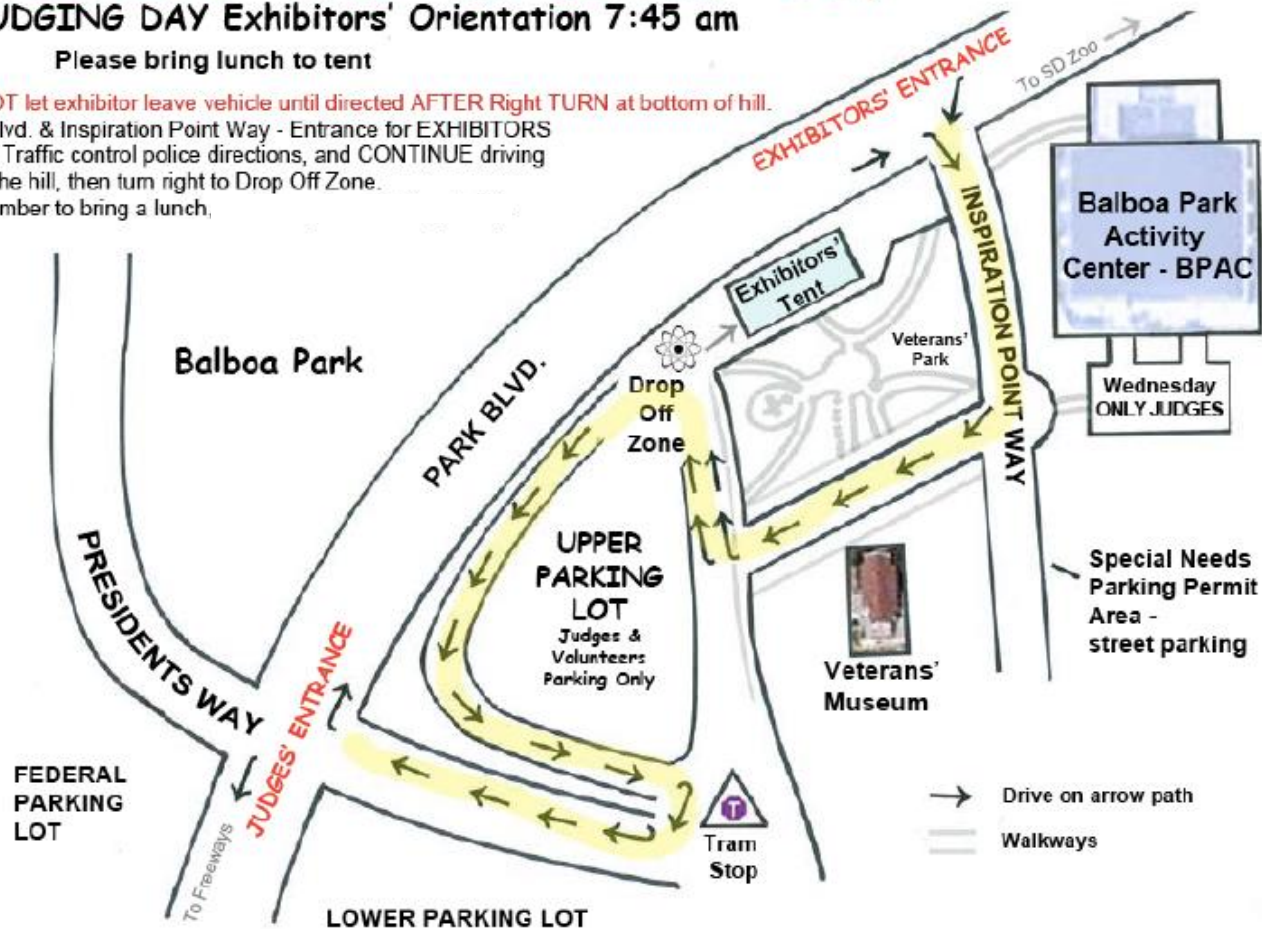 UDGING DAY Exhibitors' Orientation 7:45 am
Please bring lunch to tent
OT let exhibitor leave vehicle until directed AFTER Right TURN at bottom of hill.
lvd. & Inspiration Point Way - Entrance for EXHIBITORS
Traffic control police directions, and CONTINUE driving
he hill, then turn right to Drop Off Zone.
mber to bring a lunch,
EXHIBITORS' ENTRANCE
To SD Zoo
INSPIRATION POINT WAY
Balboa Park
Activity
Center - BPAC
Exhibitors'
Tent
Veterans'
Park
Balboa Park
PARK BLVD.
Drop
Off
Zone
Wednesday
ONLY JUDGES
UPPER
PARKING
LOT
Judges &
Volunteers
Parking Only
Special Needs
Parking Permit
Area -
street parking
Veterans'
Museum
PRESIDENTS WAY
JUDGES' ENTRANCE
FEDERAL
PARKING
LOT
To Freeways
T
Tram
Stop
Drive on arrow path
Walkways
LOWER PARKING LOT